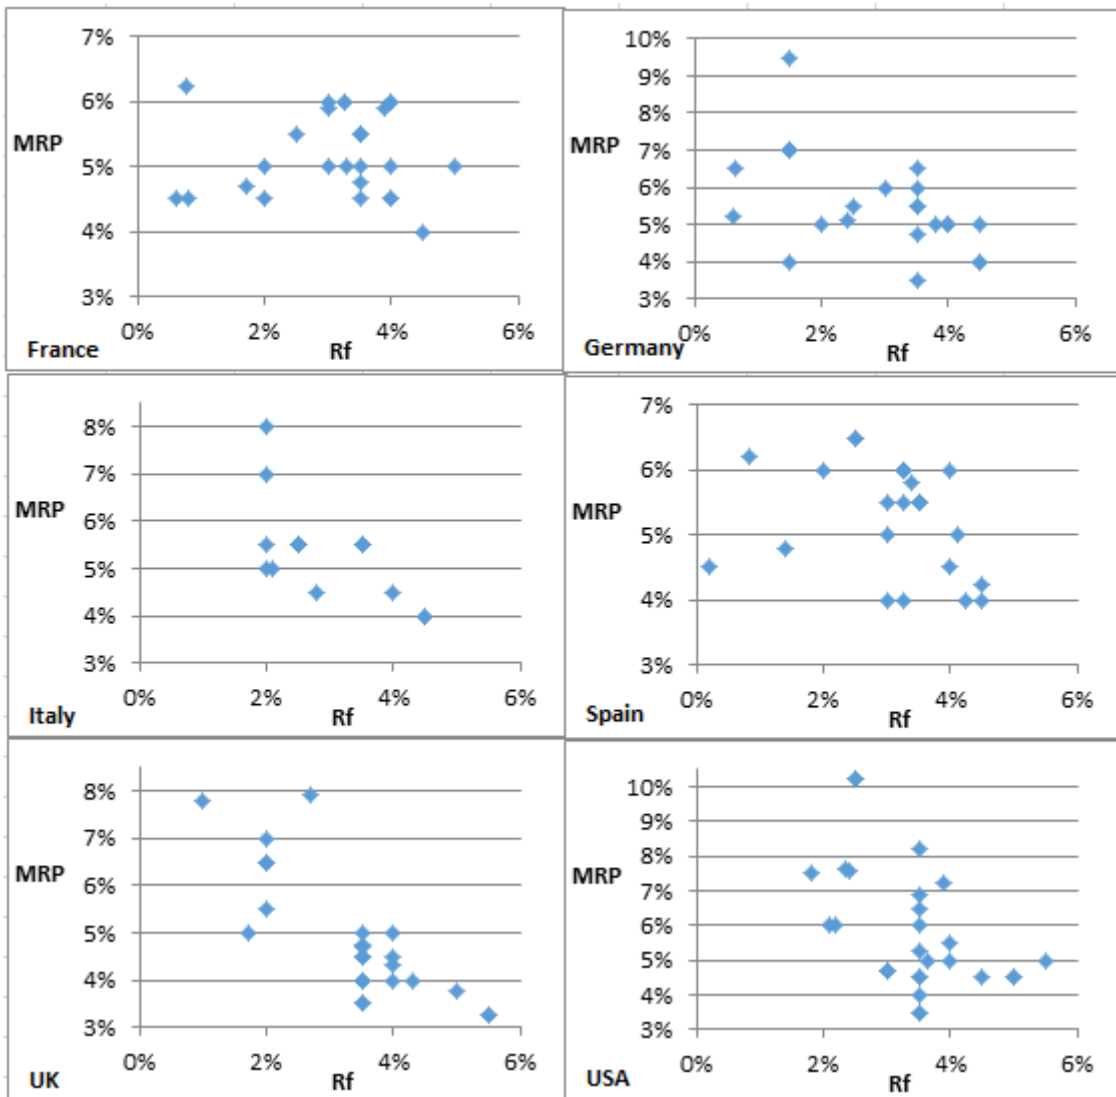 7%
6%
MRP
5%
4%
3%
0% 2% 4% 6%
France Rf
10%
9%
8%
MRP
7%
6%
5%
4%
3%
0% 2% 4% 6%
Germany Rf
8%
7%
MRP
6%
5%
4%
3%
0% 2% 4% 6%
Italy Rf
7%
6%
MRP
5%
4%
3%
0% 2% 4% 6%
Spain Rf
8%
7%
MRP
6%
5%
4%
3%
0% 2% 4% 6%
UK Rf
10%
9%
8%
MRP
7%
6%
5%
4%
3%
0% 2% 4% 6%
USA Rf